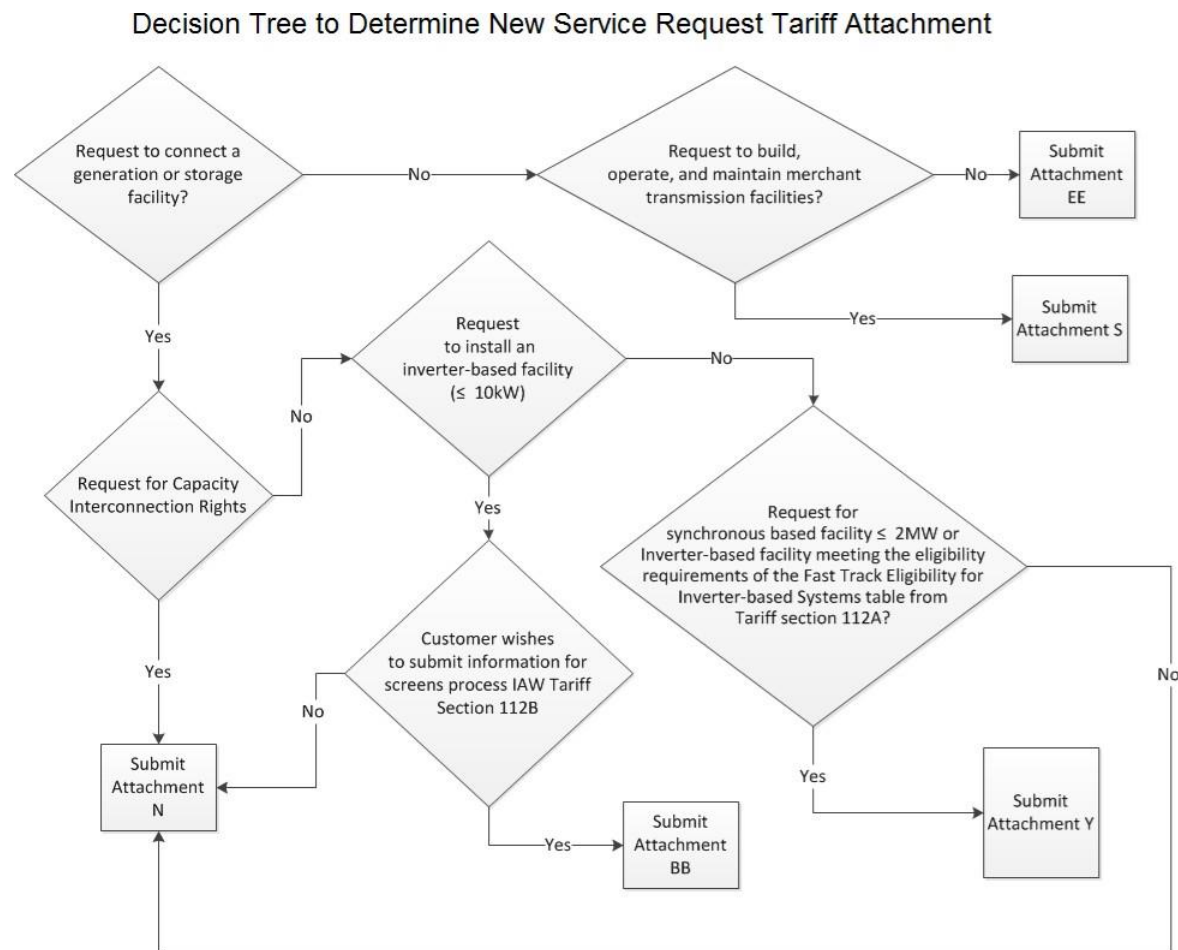 Decision Tree to Determine New Service Request Tariff Attachment
Request to connect a
generation or storage
facility?
No
Request to build,
operate, and maintain merchant
transmission facilities?
No
Submit
Attachment
EE
Yes
Submit
Attachment S
Yes
Request
to install an
inverter-based facility
(≤ 10kW)
No
No
Request for Capacity
Interconnection Rights
Yes
Request for
synchronous based facility ≤ 2MW or
Inverter-based facility meeting the eligibility
requirements of the Fast Track Eligibility for
Inverter-based Systems table from
Tariff section 112A?
Customer wishes
to submit information for
screens process IAW Tariff
Section 112B
Yes
No
No
Submit
Attachment
N
Yes
Submit
Attachment Y
Yes
Submit
Attachment
BB